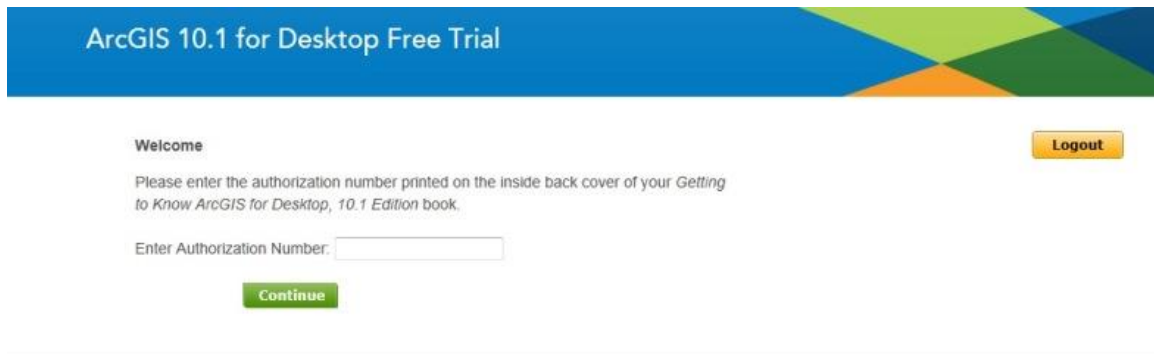 ArcGIS 10.1 for Desktop Free Trial
Welcome
Logout
Please enter the authorization number printed on the inside back cover of your Getting
to Know ArcGIS for Desktop, 10.1 Edition book.
Enter Authorization Number:
Continue